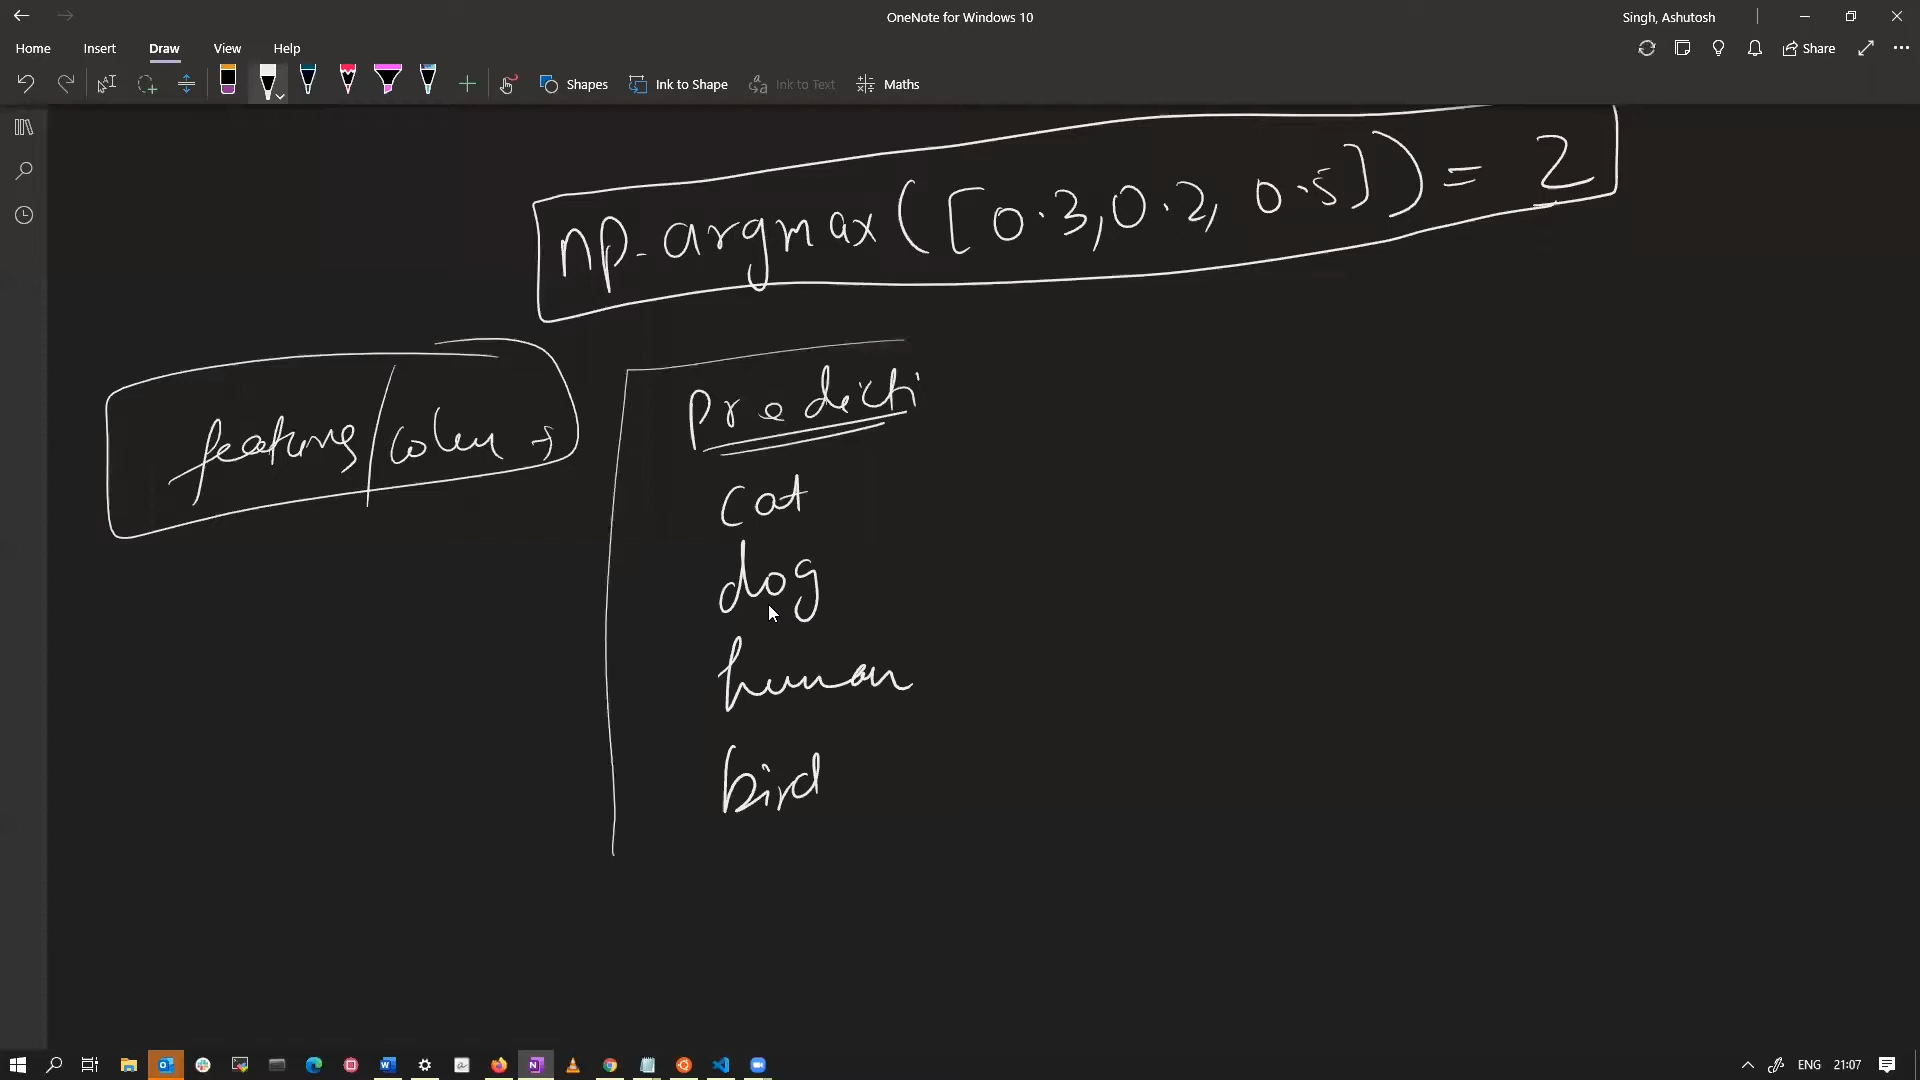 OneNote for Windows 10
Singh, Ashutosh
Home Insert Draw View Help
Share
Shapes Ink to Shape Ink to Text Maths
np.argmax([0.3,0.2, 0.5]) = 2
features/colum →
Predicti
cat
dog
human
bird
ENG 21:07